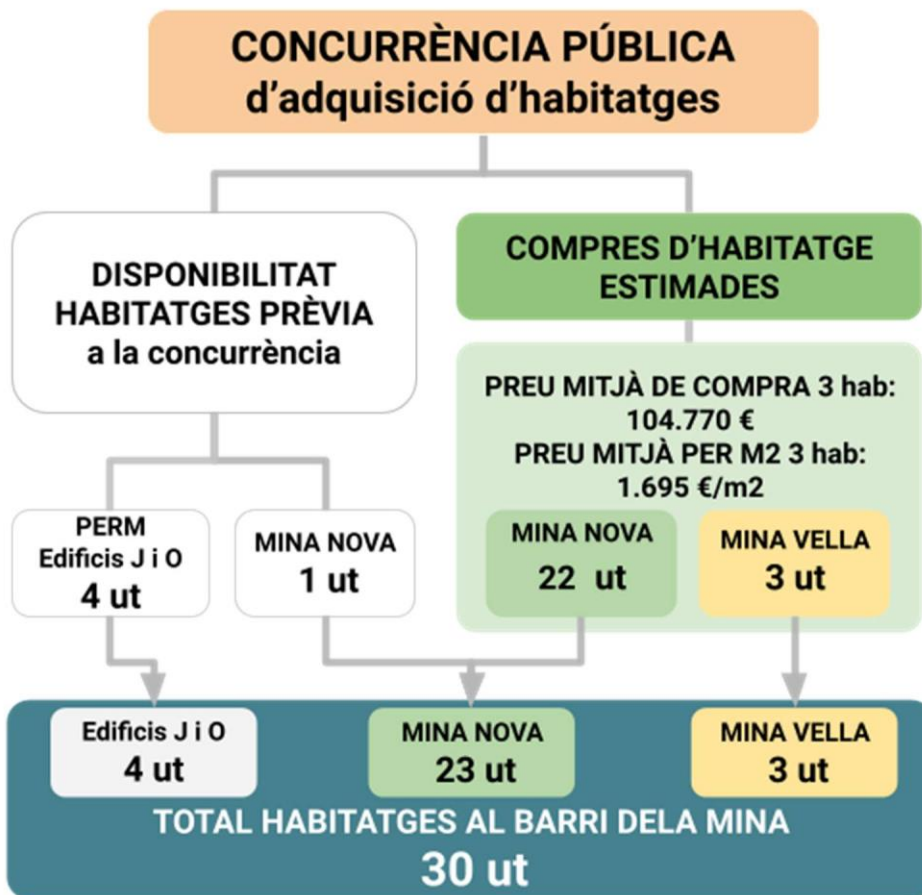 CONCURRÈNCIA PÚBLICA
d'adquisició d'habitatges
DISPONIBILITAT
HABITATGES PRÈVIA
a la concurrència
COMPRES D'HABITATGE
ESTIMADES
PREU MITJÀ DE COMPRA 3 hab:
104.770 €
PREU MITJÀ PER M2 3 hab:
1.695 €/m2
PERM
Edificis J i O
4 ut
MINA NOVA
1 ut
MINA NOVA
22 ut
MINA VELLA
3 ut
Edificis J i O
4 ut
MINA NOVA
23 ut
MINA VELLA
3 ut
TOTAL HABITATGES AL BARRI DELA MINA
30 ut